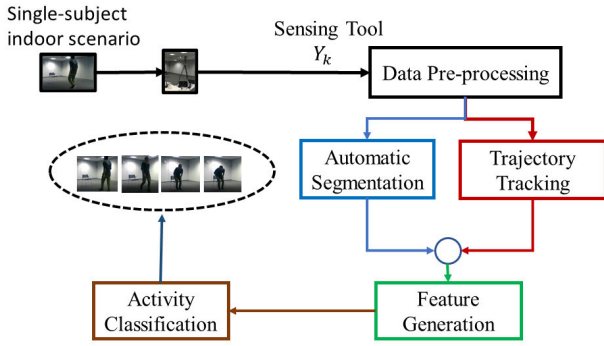 Single-subject
indoor scenario
Sensing Tool
Y_k
Data Pre-processing
Automatic
Segmentation
Trajectory
Tracking
Activity
Classification
Feature
Generation